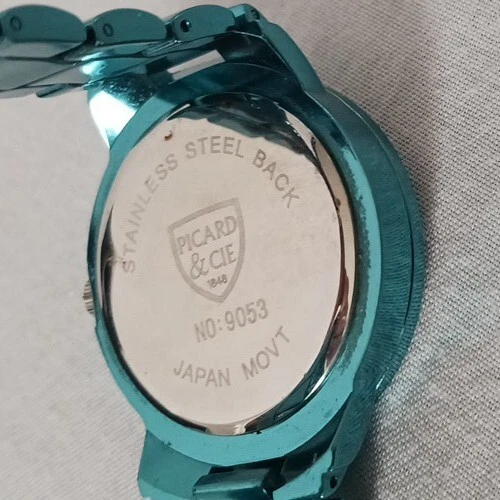 STAINLESS STEEL BACK
PICARD
& CIE
1848
NO:9053
JAPAN MOVT